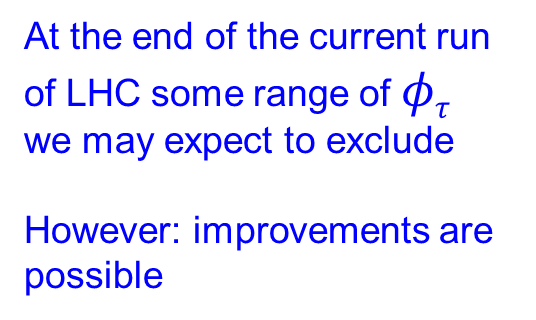 At the end of the current run
of LHC some range of ϕ_τ
we may expect to exclude
However: improvements are
possible